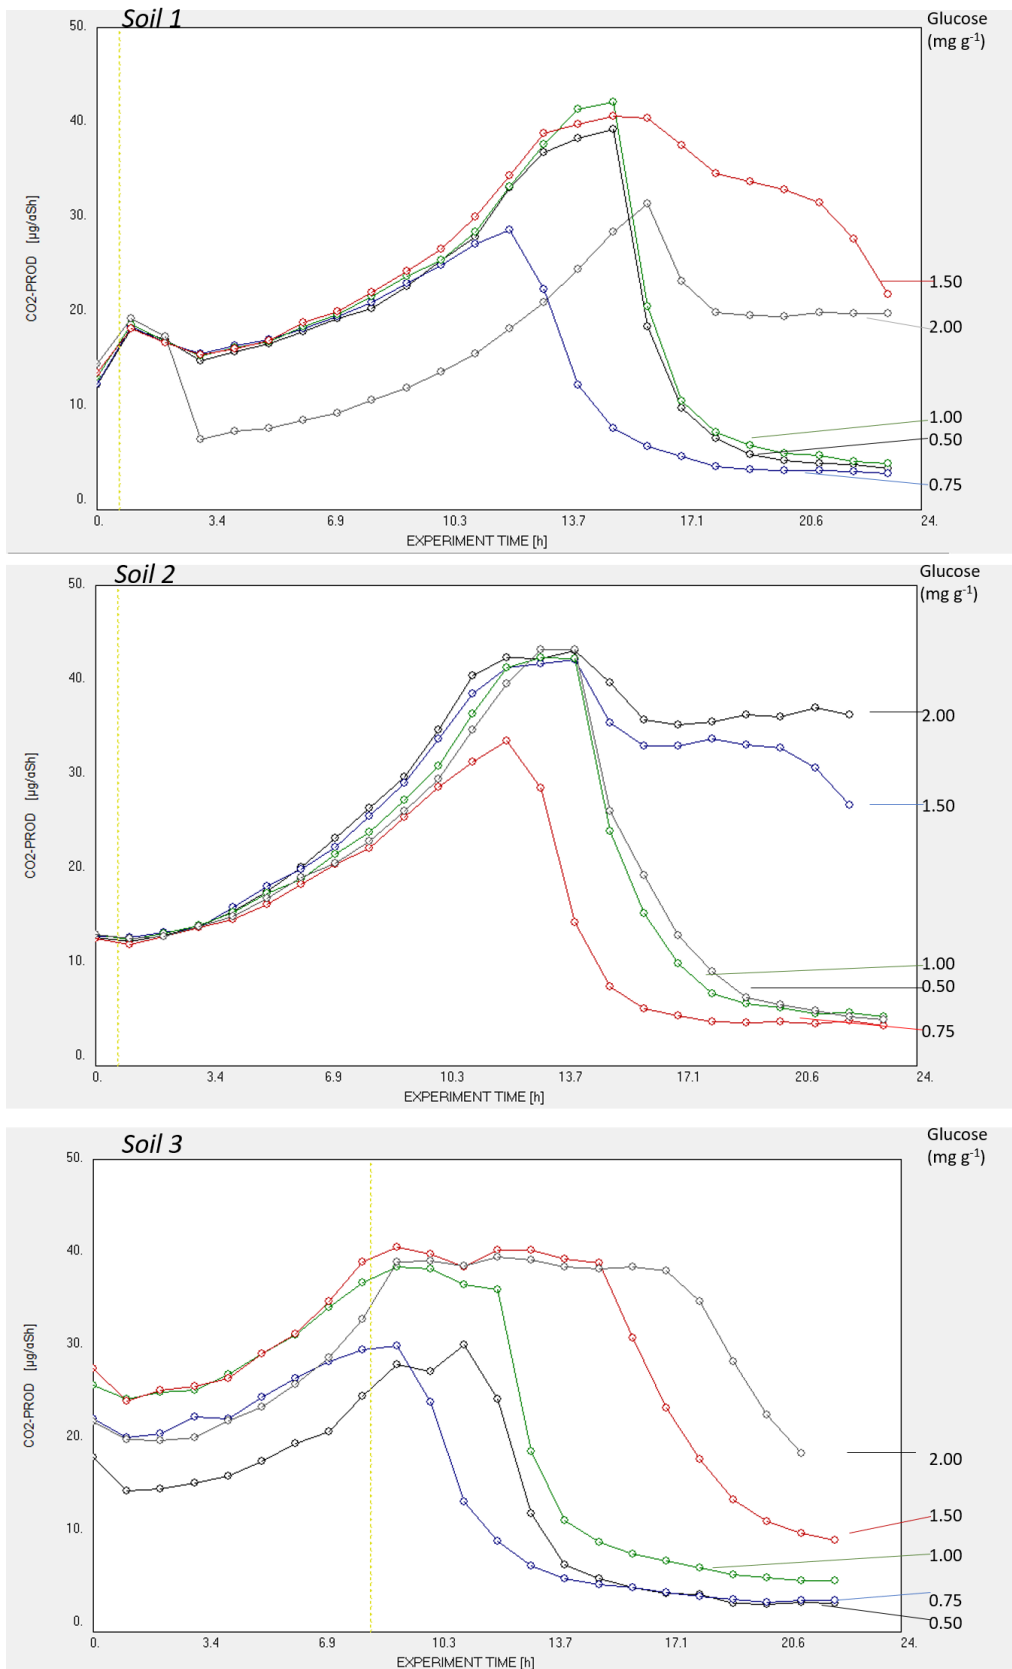 Soil 1
Glucose
(mg g-1)
50.
40.
30.
20.
10.
0.
CO2-PROD [µg/aSh]
1.50
2.00
1.00
0.50
0.75
0. 3.4 6.9 10.3 13.7 17.1 20.6 24.
EXPERIMENT TIME [h]
Soil 2
Glucose
(mg g-1)
50.
40.
30.
20.
10.
0.
CO2-PROD [µg/aSh]
2.00
1.50
1.00
0.50
0.75
0. 3.4 6.9 10.3 13.7 17.1 20.6 24.
EXPERIMENT TIME [h]
Soil 3
Glucose
(mg g-1)
50.
40.
30.
20.
10.
0.
CO2-PROD [µg/aSh]
2.00
1.50
1.00
0.75
0.50
0. 3.4 6.9 10.3 13.7 17.1 20.6 24.
EXPERIMENT TIME [h]